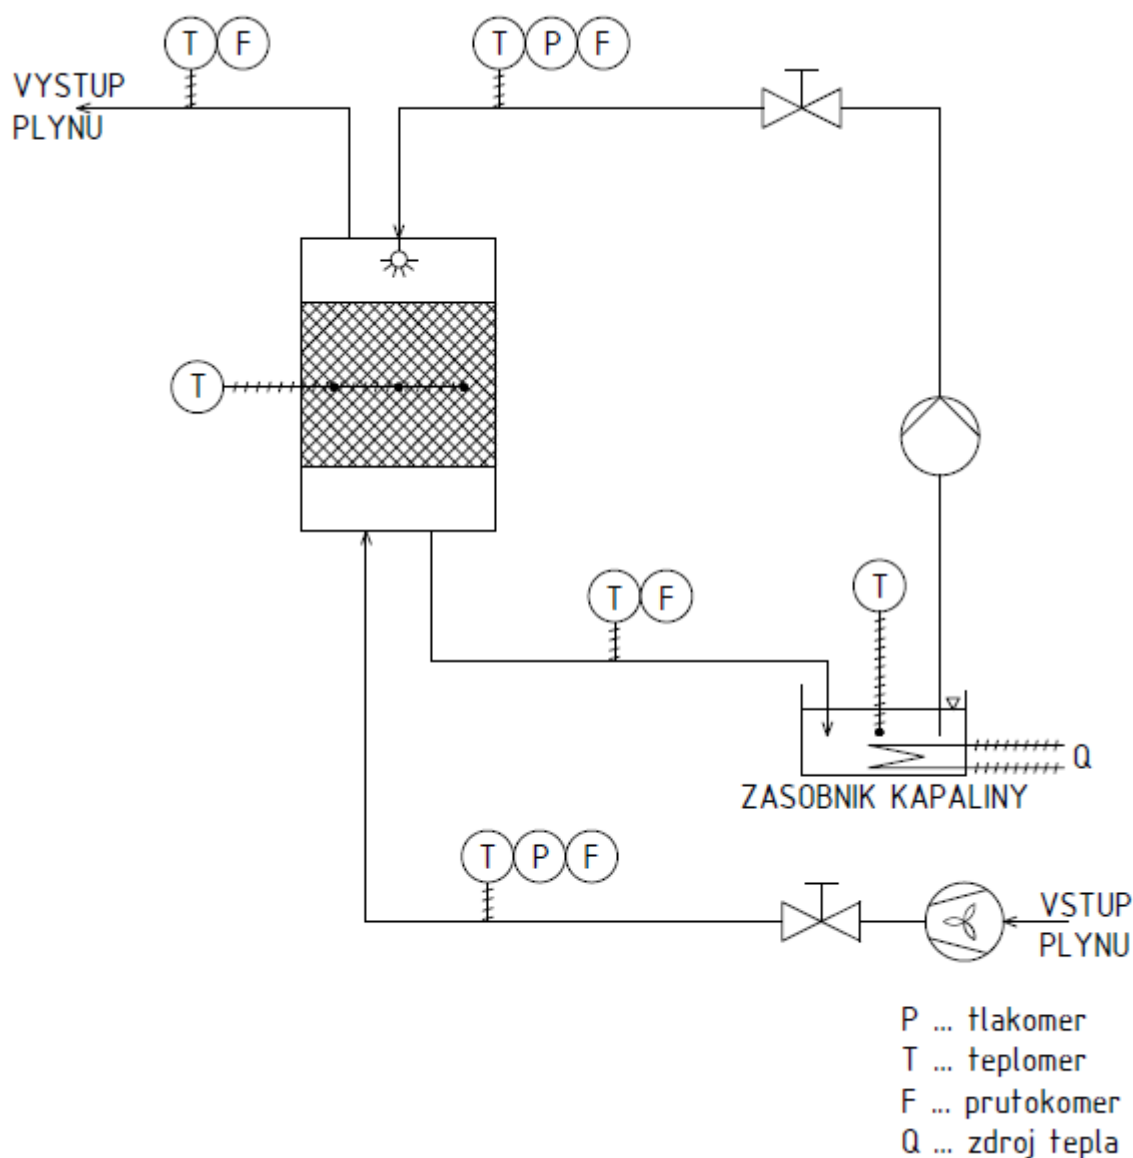 T F
T P F
VYSTUP
PLYNU
T
T F
T
Q
ZASOBNIK KAPALINY
T P F
VSTUP
PLYNU
P ... tlakomer
T ... teplomer
F ... prutokomer
Q ... zdroj tepla